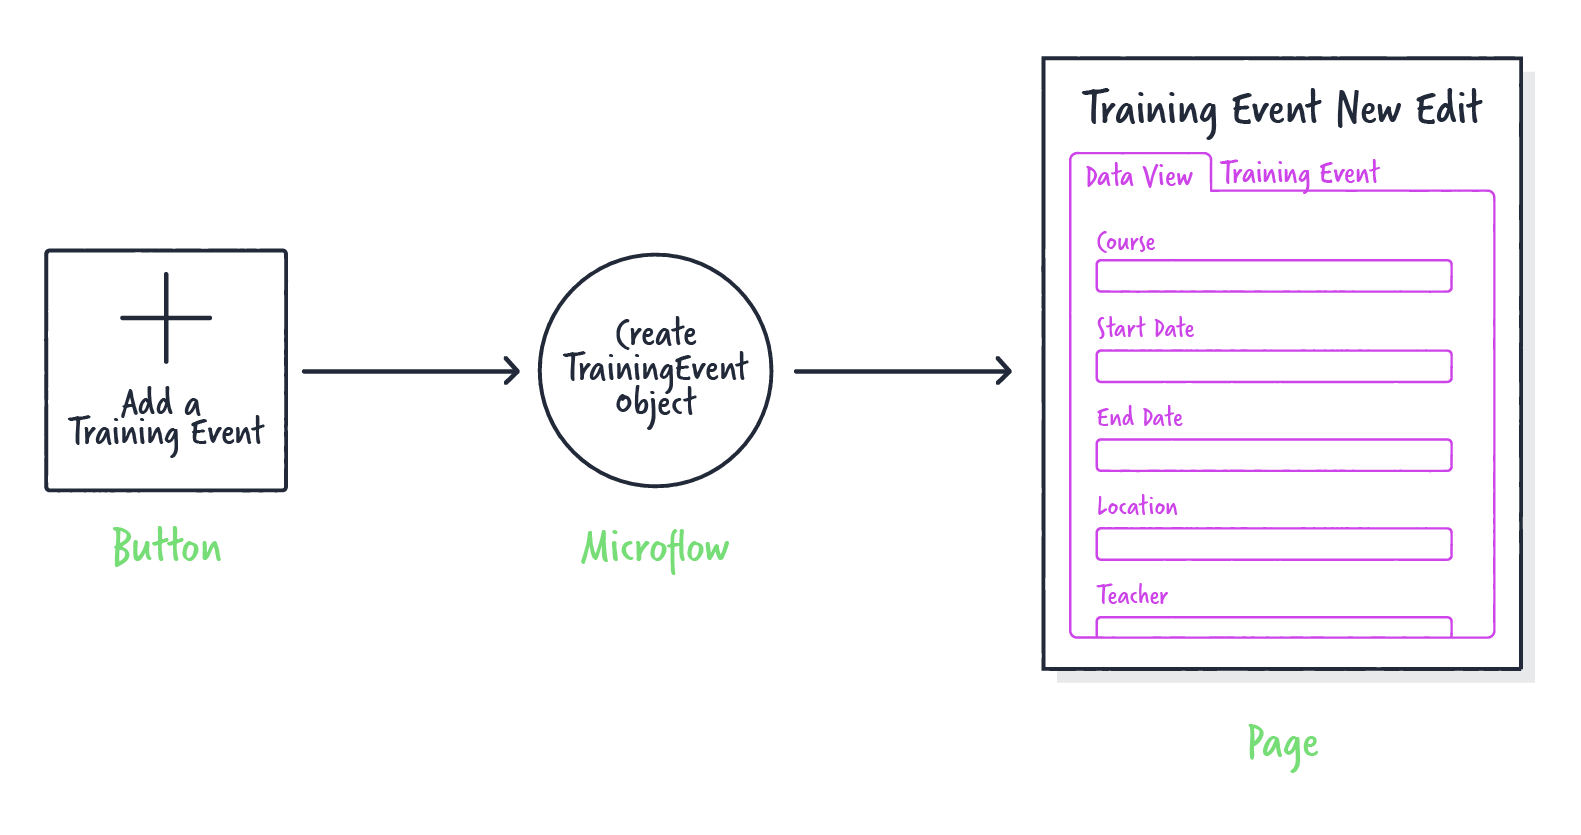 Add a
Training Event
Button
Create
TrainingEvent
Object
Microflow
Training Event New Edit
Data View
Training Event
Course
Start Date
End Date
Location
Teacher
Page